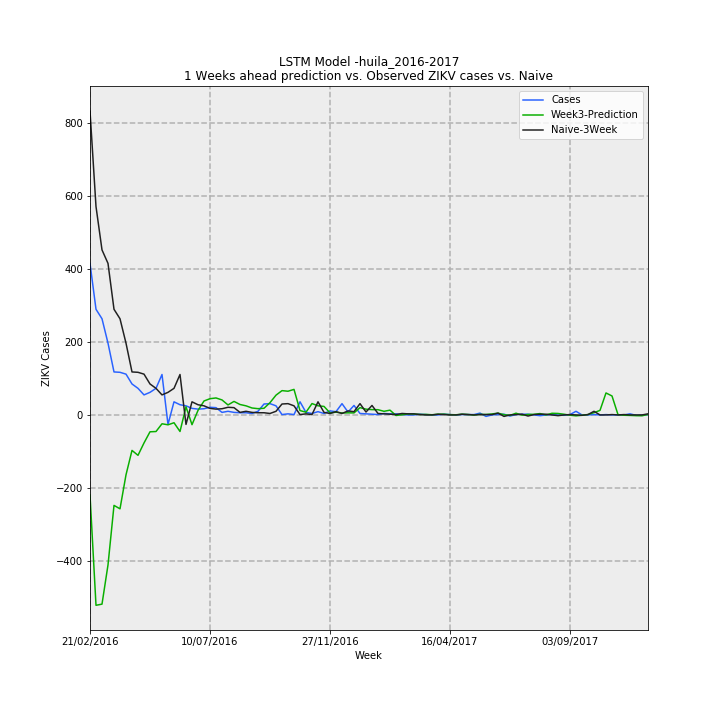 LSTM Model -huila_2016-2017
1 Weeks ahead prediction vs. Observed ZIKV cases vs. Naive
Cases
Week3-Prediction
Naive-3Week
800
600
400
200
0
−200
−400
ZIKV Cases
21/02/2016 10/07/2016 27/11/2016 16/04/2017 03/09/2017
Week